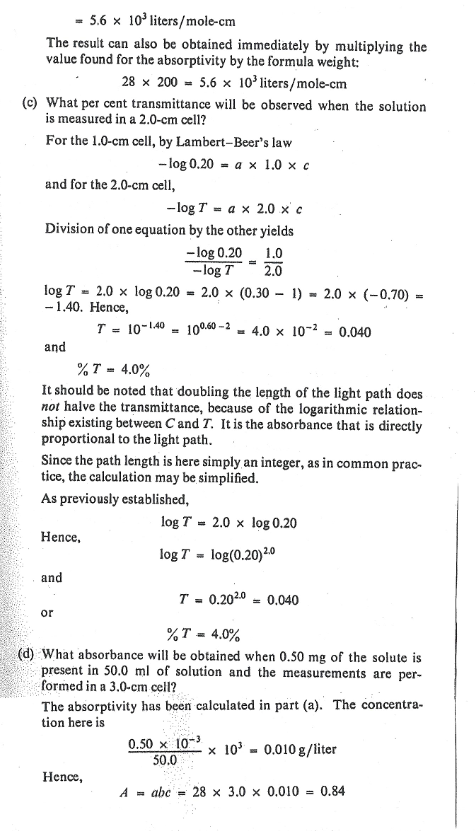 = 5.6 × 10³ liters/mole-cm
The result can also be obtained immediately by multiplying the
value found for the absorptivity by the formula weight:
28 × 200 = 5.6 × 10³ liters/mole-cm
(c) What per cent transmittance will be observed when the solution
is measured in a 2.0-cm cell?
For the 1.0-cm cell, by Lambert–Beer's law
−log 0.20 = a × 1.0 × c
and for the 2.0-cm cell,
−log T = a × 2.0 × c
Division of one equation by the other yields
−log 0.20 / −log T = 1.0 / 2.0
log T = 2.0 × log 0.20 = 2.0 × (0.30 − 1) = 2.0 × (−0.70) =
−1.40. Hence,
T = 10⁻¹·⁴⁰ = 10⁰·⁶⁰⁻² = 4.0 × 10⁻² = 0.040
and
% T = 4.0%
It should be noted that doubling the length of the light path does
not halve the transmittance, because of the logarithmic relation-
ship existing between C and T. It is the absorbance that is directly
proportional to the light path.
Since the path length is here simply an integer, as in common prac-
tice, the calculation may be simplified.
As previously established,
log T = 2.0 × log 0.20
Hence,
log T = log(0.20)²·⁰
and
T = 0.20²·⁰ = 0.040
or
% T = 4.0%
(d) What absorbance will be obtained when 0.50 mg of the solute is
present in 50.0 ml of solution and the measurements are per-
formed in a 3.0-cm cell?
The absorptivity has been calculated in part (a). The concentra-
tion here is
0.50 × 10⁻³ / 50.0 × 10³ = 0.010 g/liter
Hence,
A = abc = 28 × 3.0 × 0.010 = 0.84